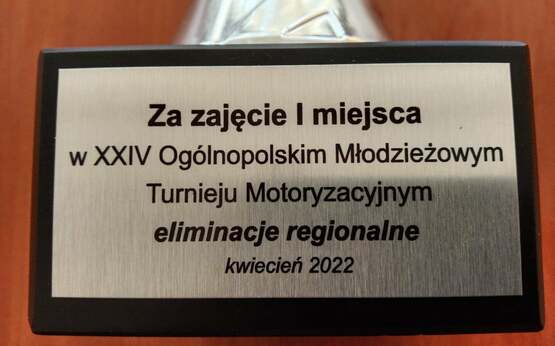 Za zajęcie I miejsca
w XXIV Ogólnopolskim Młodzieżowym
Turnieju Motoryzacyjnym
eliminacje regionalne
kwiecień 2022